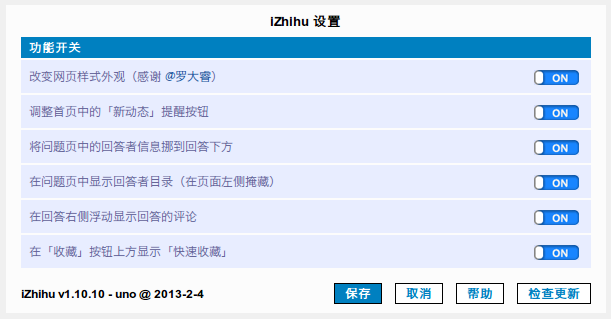 iZhihu 设置
功能开关
改变网页样式外观（感谢 @罗大睿） ON
调整首页中的「新动态」提醒按钮 ON
将问题页中的回答者信息挪到回答下方 ON
在问题页中显示回答者目录（在页面左侧掩藏） ON
在回答右侧浮动显示回答的评论 ON
在「收藏」按钮上方显示「快速收藏」 ON
iZhihu v1.10.10 - uno @ 2013-2-4 保存 取消 帮助 检查更新